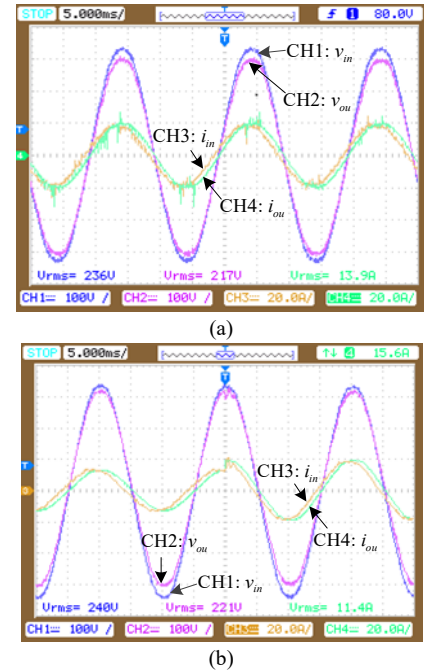 STOP 5.000ms/ T 1 80.0V
T
CH1: vin
CH2: vou
CH3: iin
CH4: iou
T
4
Vrms= 236V Vrms= 217V Vrms= 13.9A
CH1= 100V / CH2= 100V / CH3= 20.0A/ CH4= 20.0A/
(a)
STOP 5.000ms/ T 4 15.6A
T
T
3
CH3: iin
CH4: iou
CH2: vou
CH1: vin
Vrms= 240V Vrms= 221V Vrms= 11.4A
CH1= 100V / CH2= 100V / CH3= 20.0A/ CH4= 20.0A/
(b)